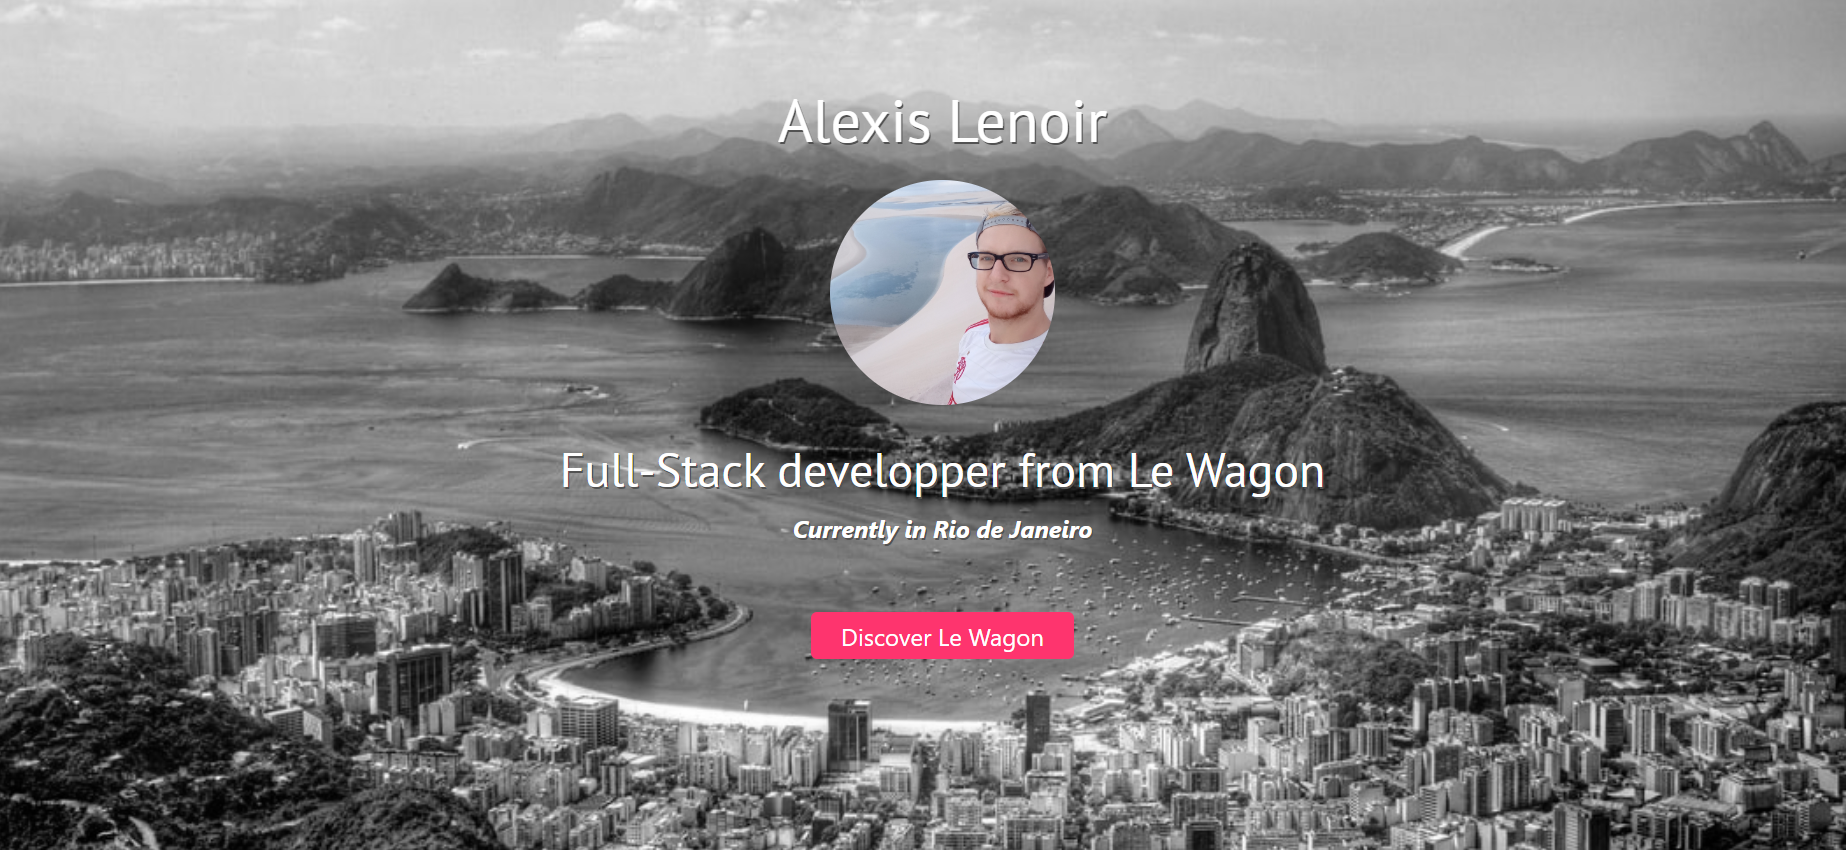 Alexis Lenoir
Full-Stack developper from Le Wagon
Currently in Rio de Janeiro
Discover Le Wagon